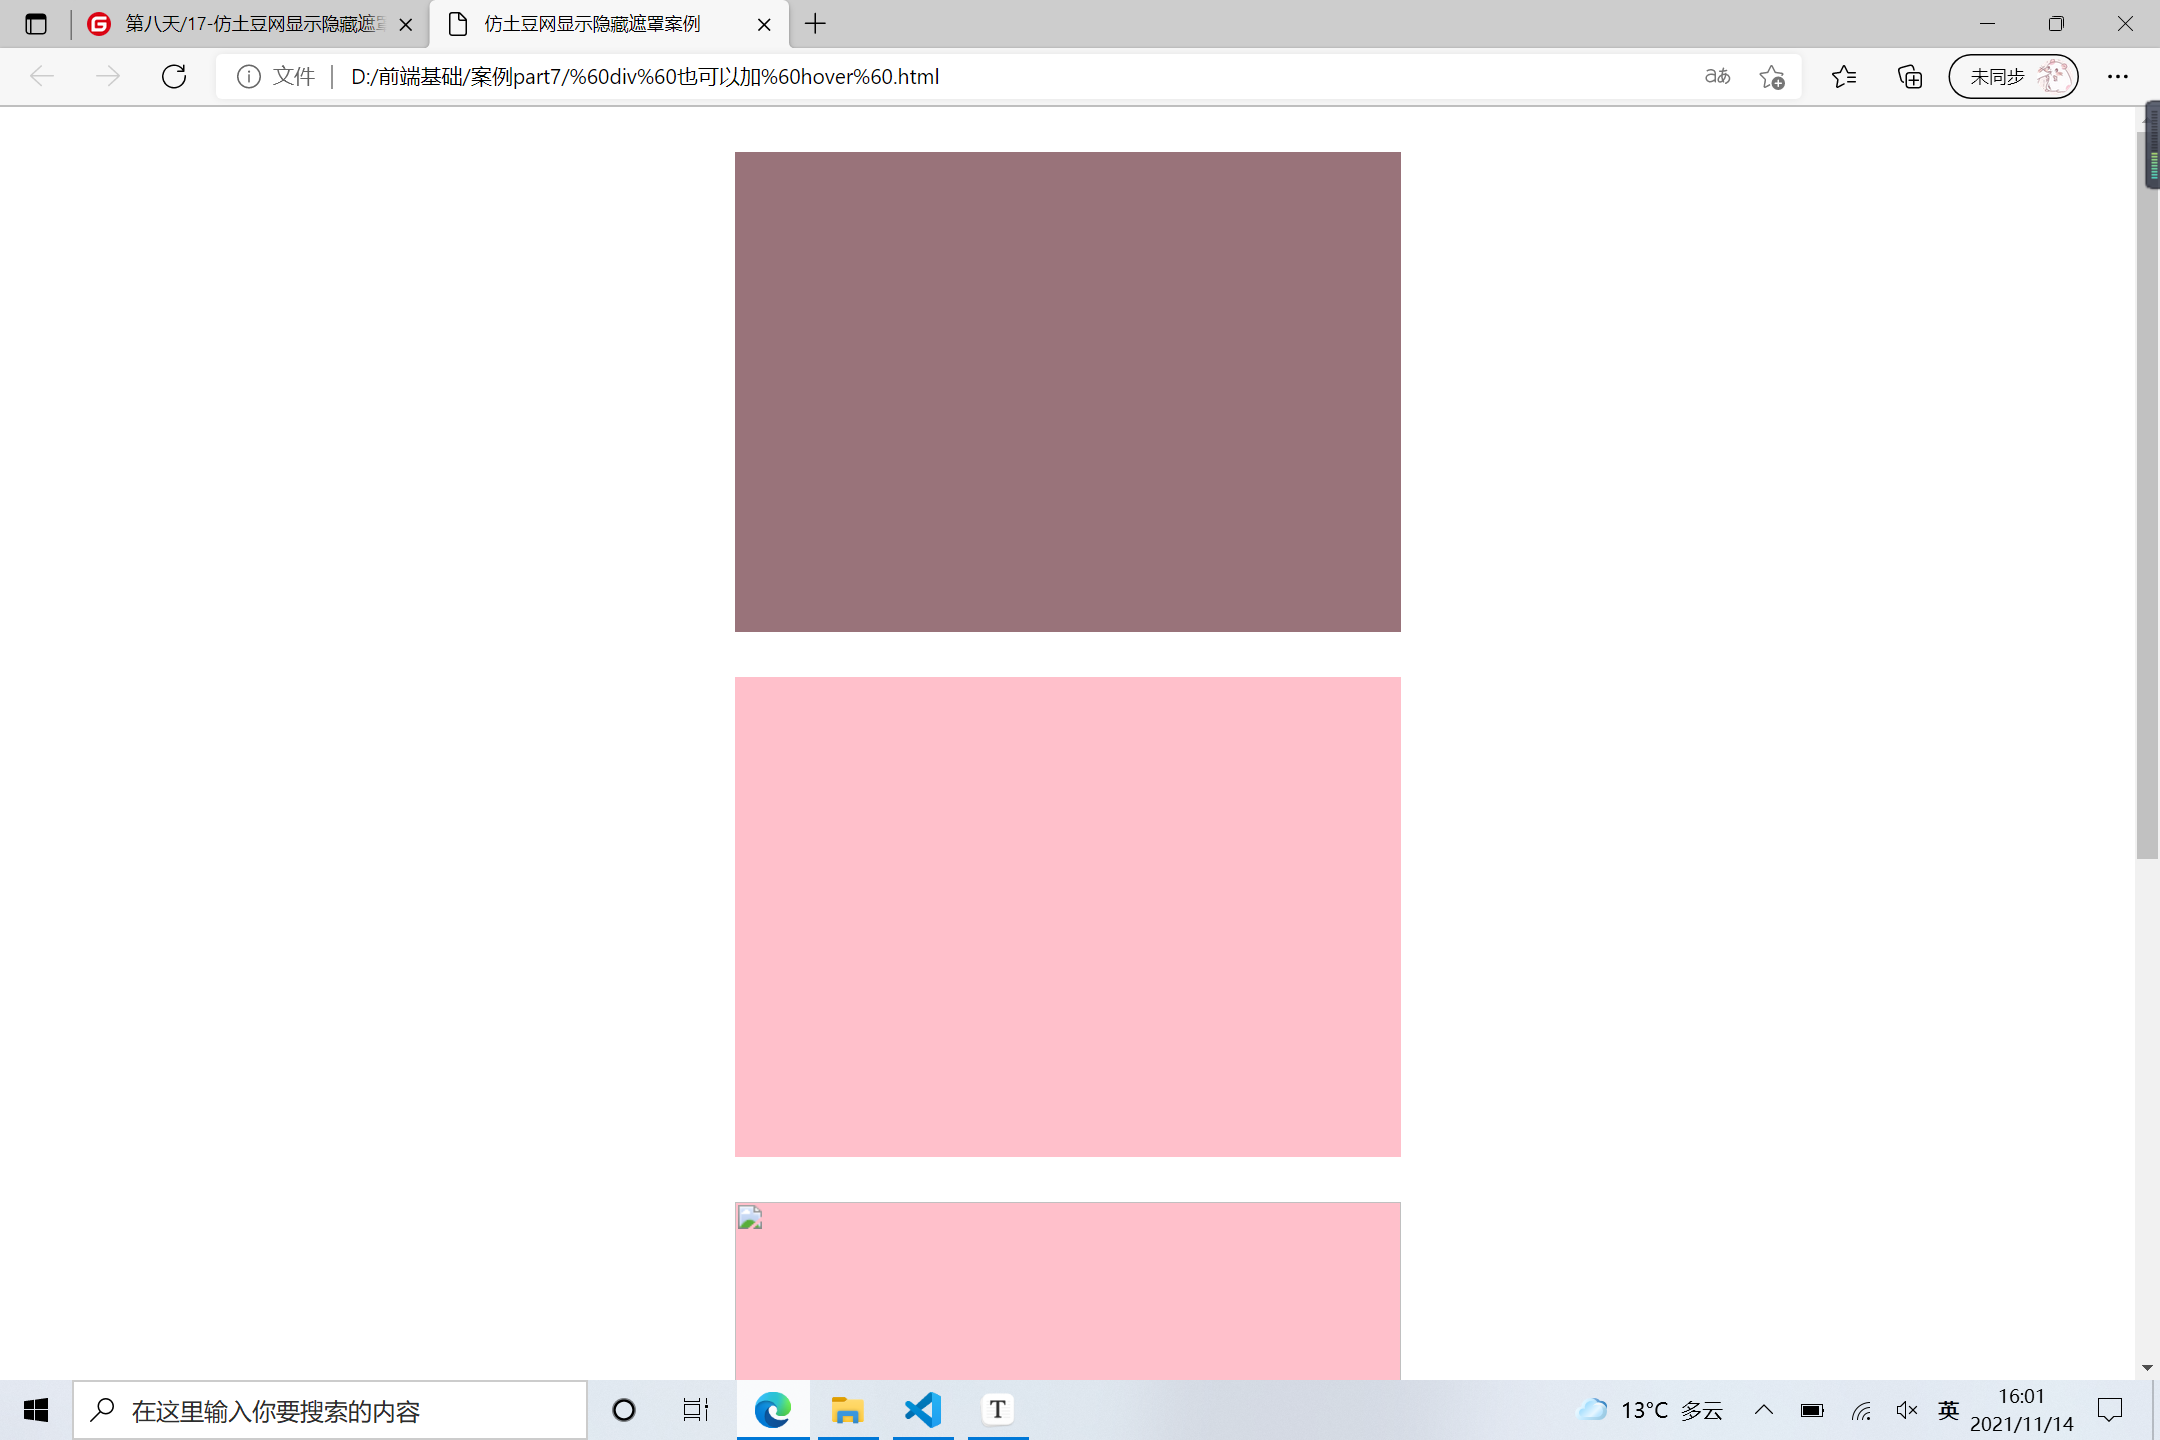 第八天/17-仿土豆网显示隐藏遮罩
仿土豆网显示隐藏遮罩案例
文件
D:/前端基础/案例part7/%60div%60也可以加%60hover%60.html
aあ
未同步
在这里输入你要搜索的内容
T
13°C 多云
英
16:01
2021/11/14